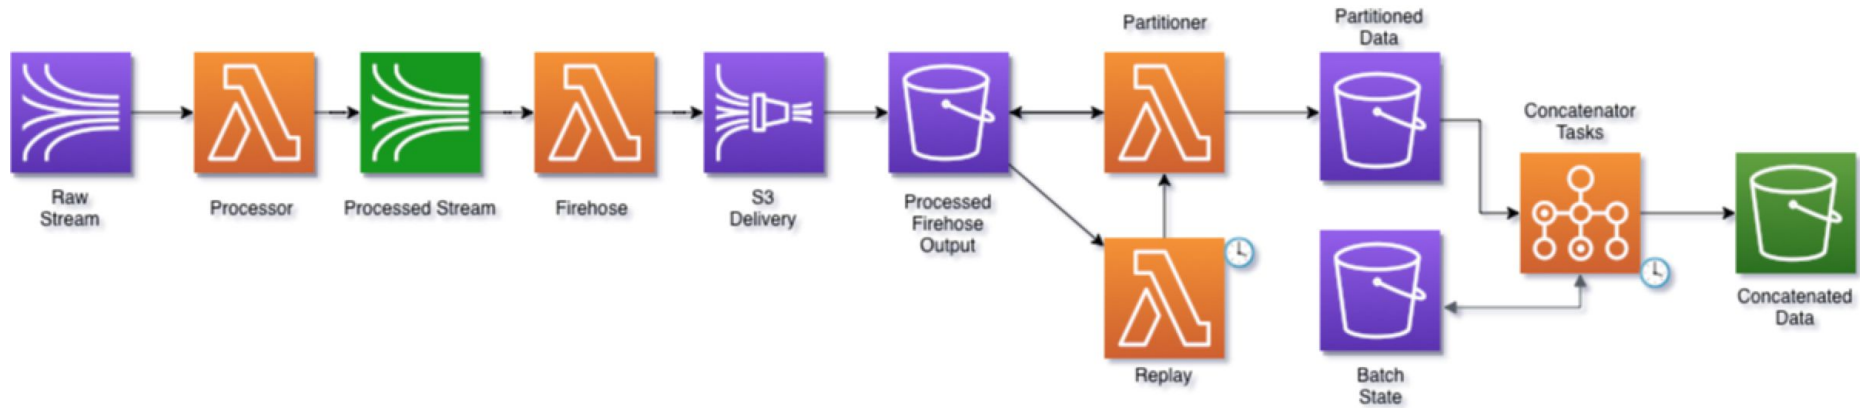 Partitioner
Partitioned
Data
Concatenator
Tasks
Raw
Stream
Processor
Processed Stream
Firehose
S3
Delivery
Processed
Firehose
Output
Replay
Batch
State
Concatenated
Data